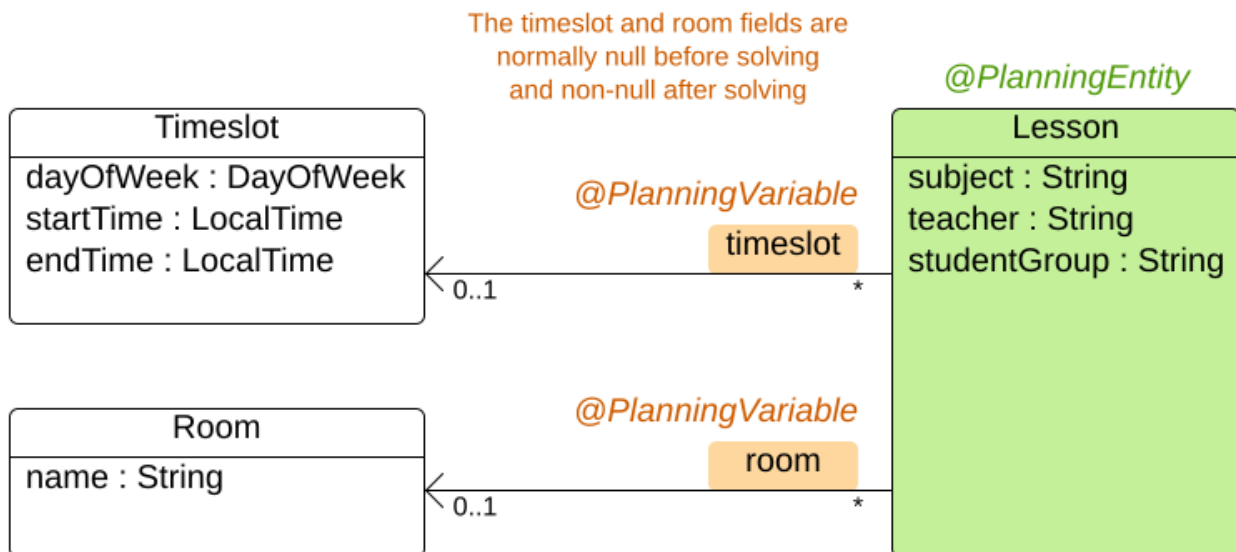 The timeslot and room fields are
normally null before solving
and non-null after solving
@PlanningEntity
Timeslot
dayOfWeek : DayOfWeek
startTime : LocalTime
endTime : LocalTime
@PlanningVariable
timeslot
0..1
*
Lesson
subject : String
teacher : String
studentGroup : String
Room
name : String
@PlanningVariable
room
0..1
*